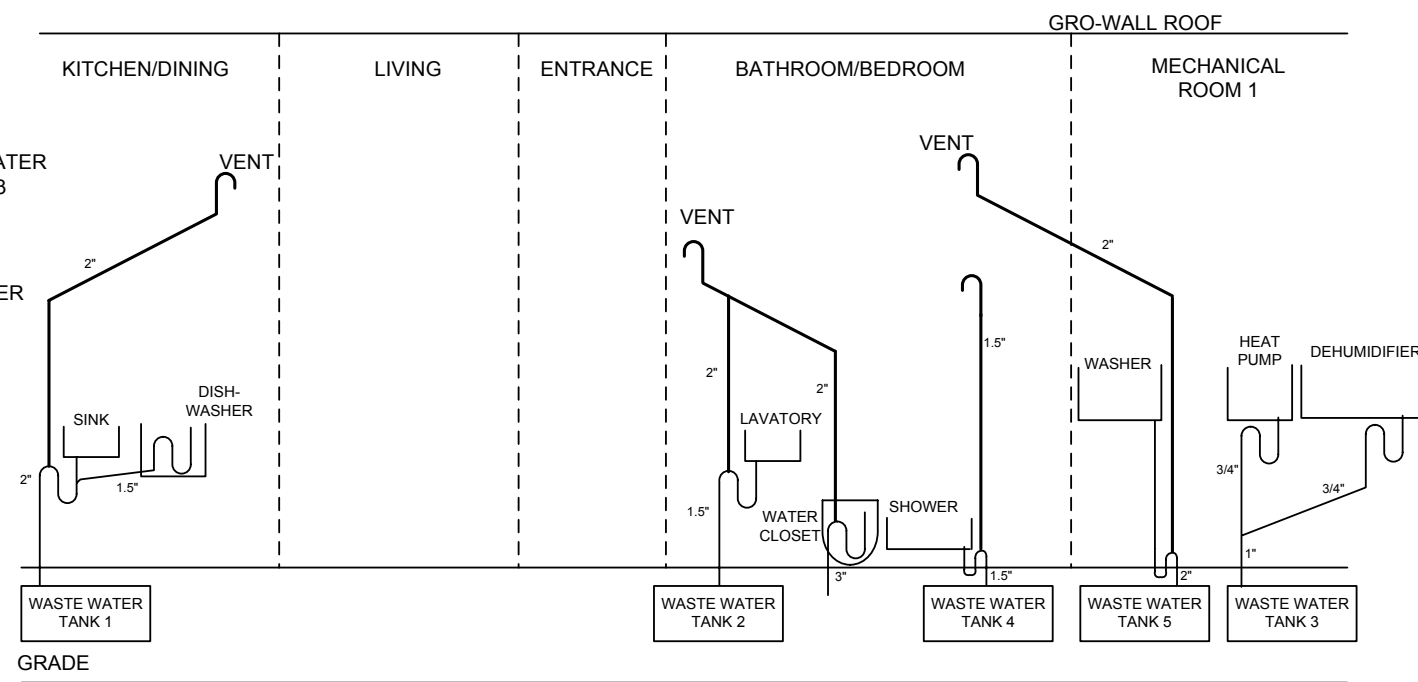 GRO-WALL ROOF
KITCHEN/DINING
LIVING
ENTRANCE
BATHROOM/BEDROOM
MECHANICAL
ROOM 1
ATER
3
VENT
VENT
VENT
2"
2"
ER
1.5"
2"
2"
HEAT
PUMP
DEHUMIDIFIER
WASHER
DISH-
WASHER
SINK
LAVATORY
2"
1.5"
3/4"
3/4"
1.5"
WATER
CLOSET
SHOWER
3"
1.5"
2"
1"
WASTE WATER
TANK 1
WASTE WATER
TANK 2
WASTE WATER
TANK 4
WASTE WATER
TANK 5
WASTE WATER
TANK 3
GRADE